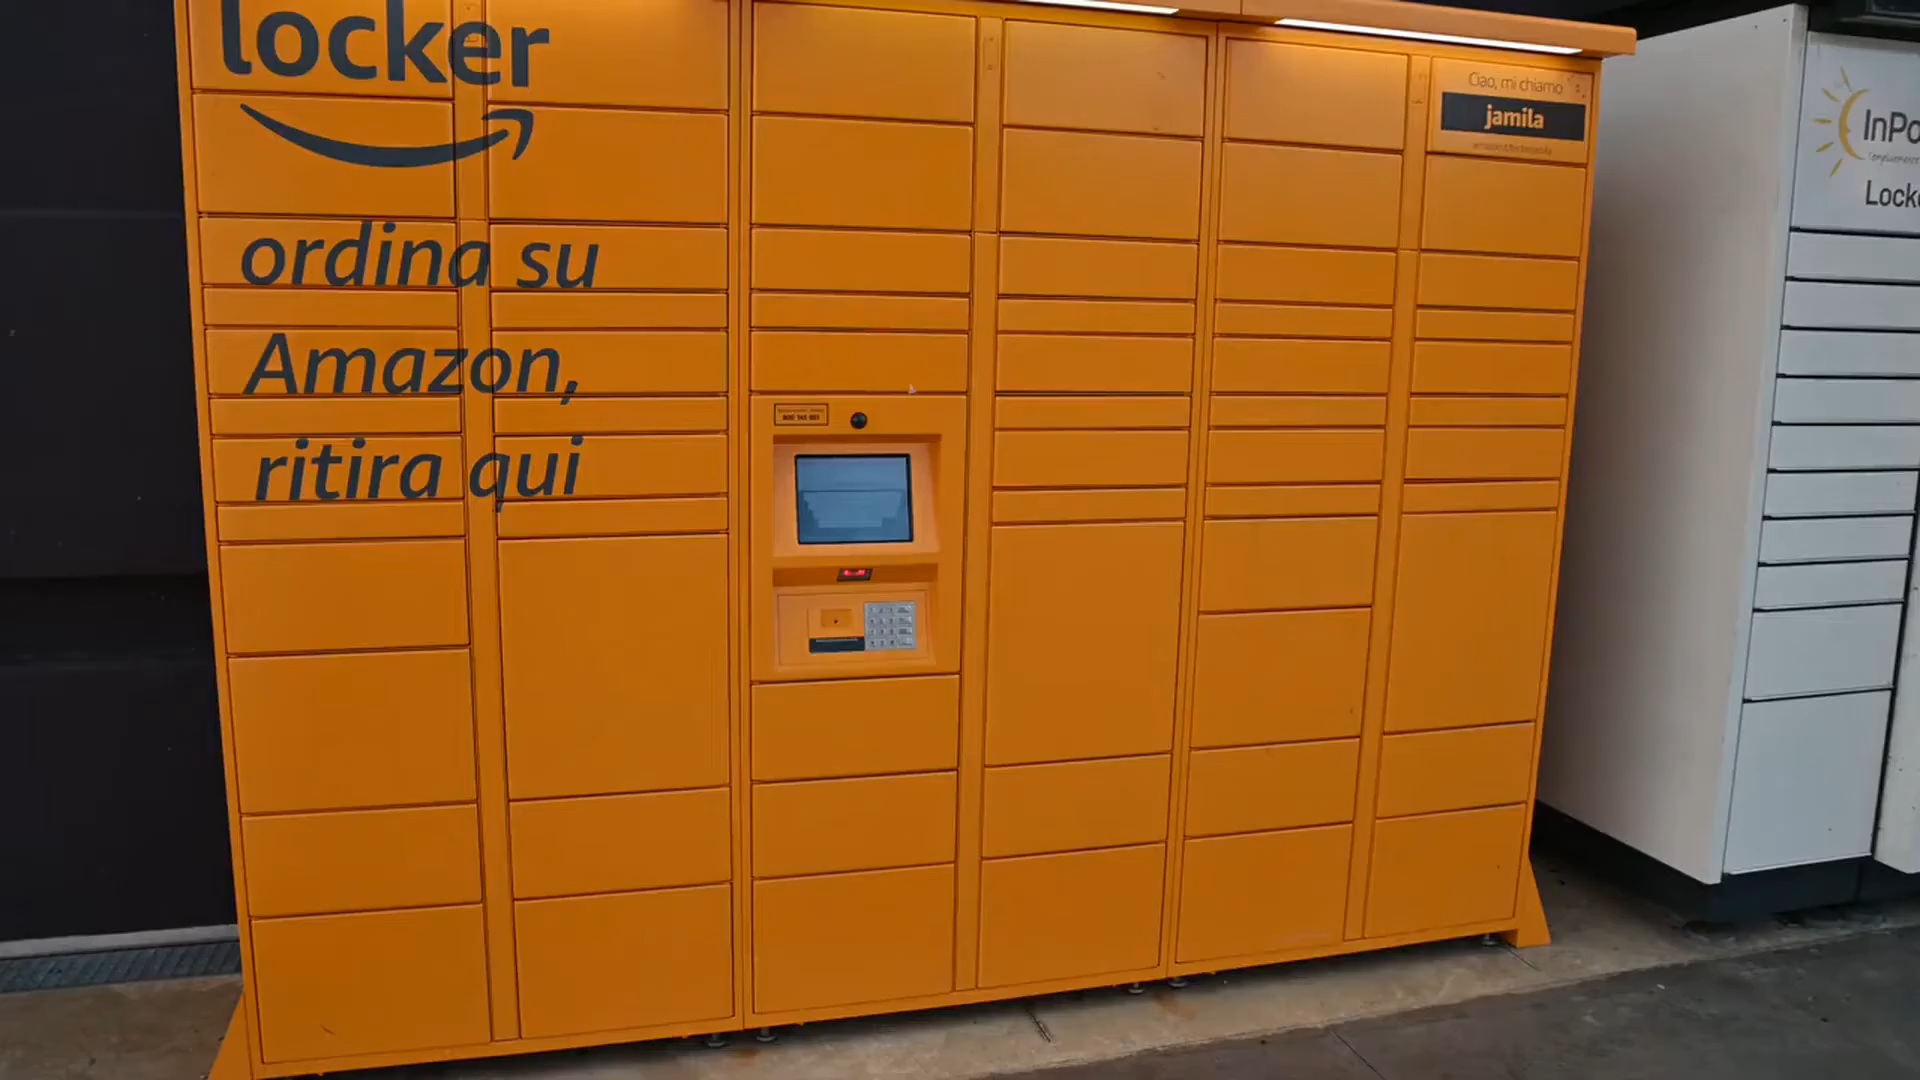 locker
ordina su
Amazon,
ritira qui
Ciao, mi chiamo
jamila
InPo
Locke